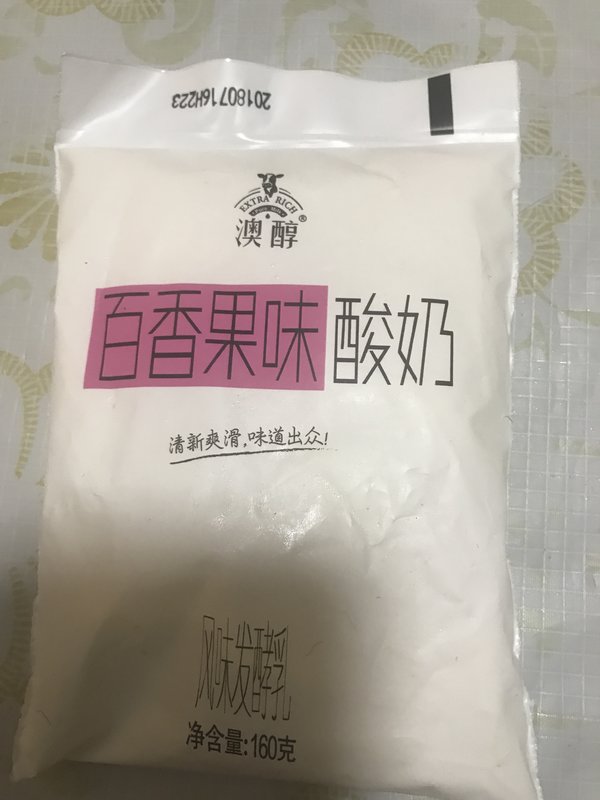 20180716H223
EXTRA RICH
澳醇®
百香果味酸奶
清新爽滑,味道出众!
风味发酵乳
净含量:160克